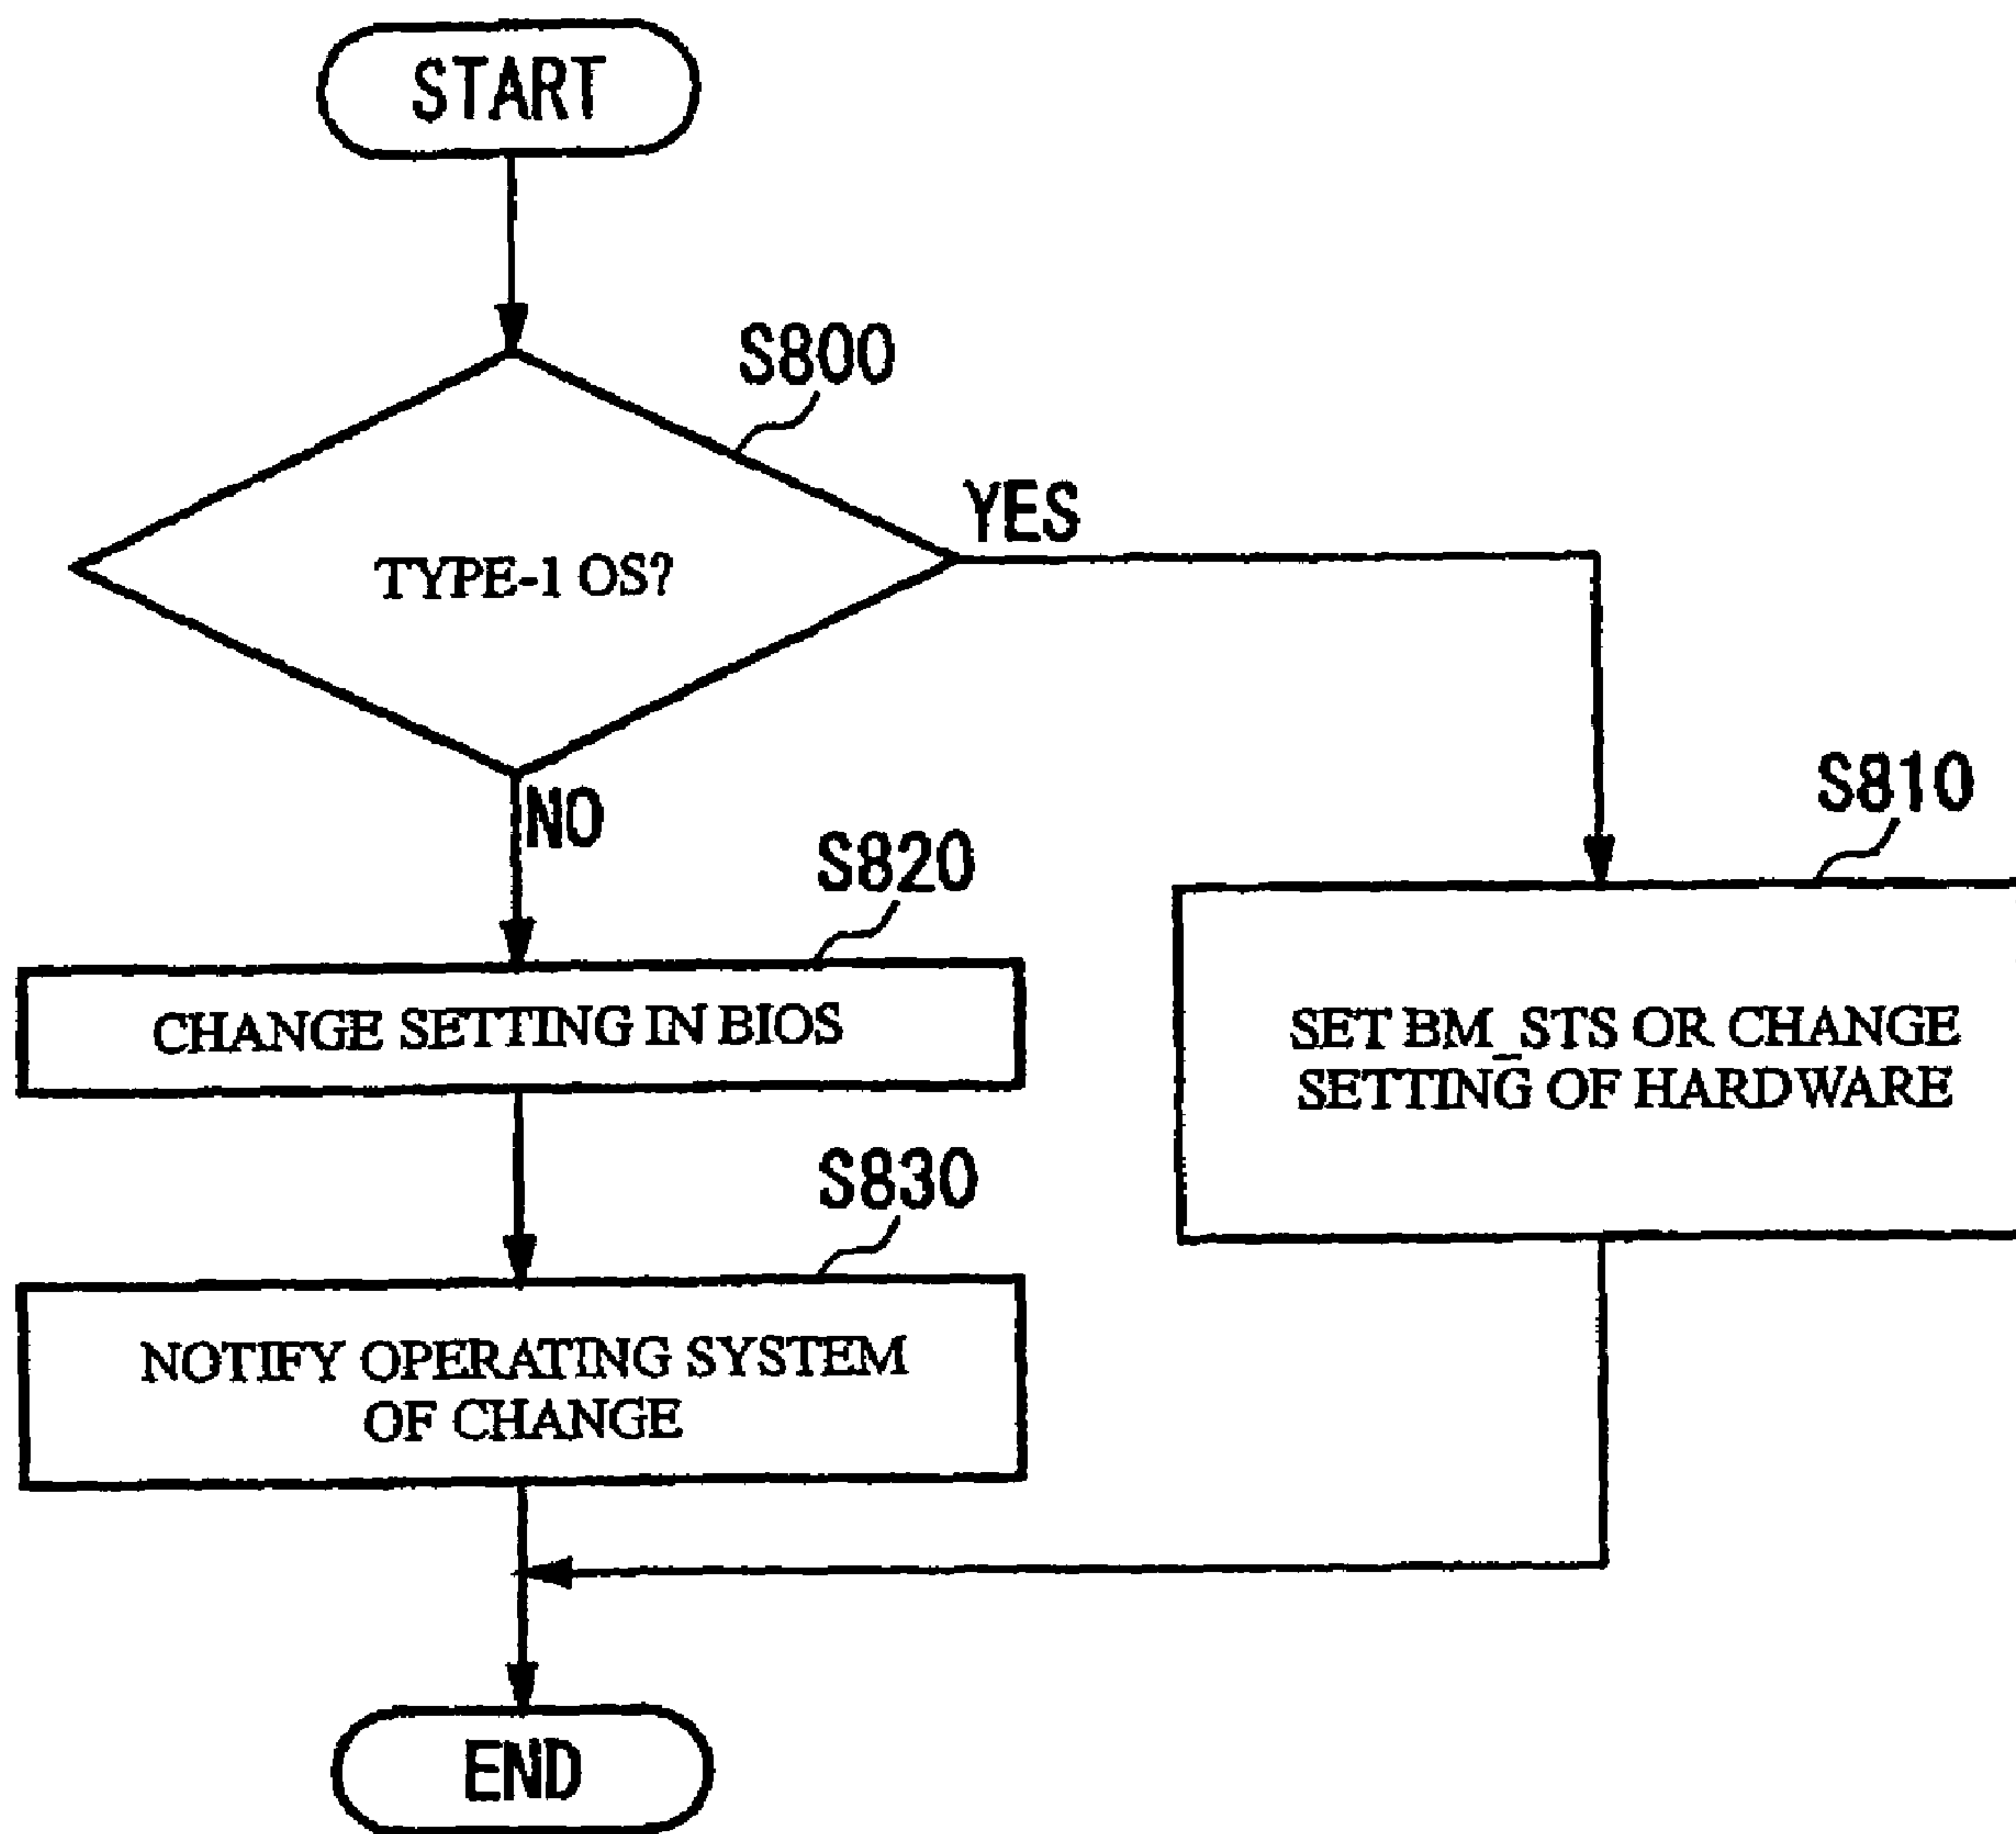 START
S800
YES
TYPE-1 OS?
NO
S810
S820
CHANGE SETTING IN BIOS
SET BM_STS OR CHANGE
SETTING OF HARDWARE
S830
NOTIFY OPERATING SYSTEM
OF CHANGE
END